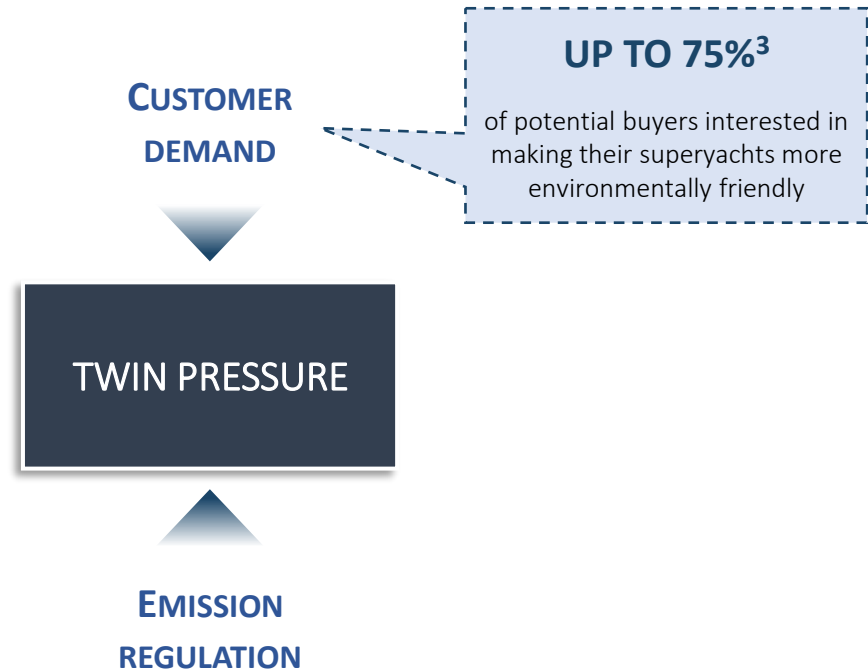 UP TO 75%³
of potential buyers interested in
making their superyachts more
environmentally friendly
CUSTOMER
DEMAND
TWIN PRESSURE
EMISSION
REGULATION